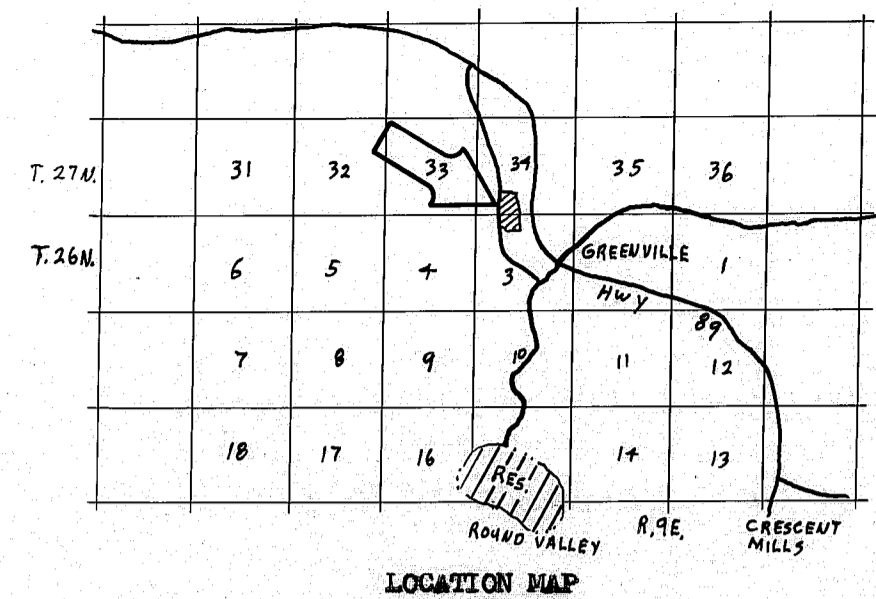 T. 27N. 31 32 33 34 35 36
T. 26N.
GREENVILLE
6 5 4 3 1
Hwy
89
7 8 9 10 11 12
18 17 16 14 13
RES.
ROUND VALLEY
R.9E.
CRESCENT
MILLS
LOCATION MAP